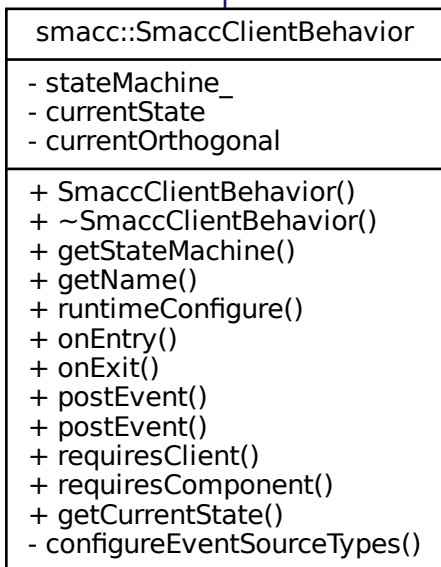 smacc::SmaccClientBehavior
- stateMachine_
- currentState
- currentOrthogonal
+ SmaccClientBehavior()
+ ~SmaccClientBehavior()
+ getStateMachine()
+ getName()
+ runtimeConfigure()
+ onEntry()
+ onExit()
+ postEvent()
+ postEvent()
+ requiresClient()
+ requiresComponent()
+ getCurrentState()
- configureEventSourceTypes()